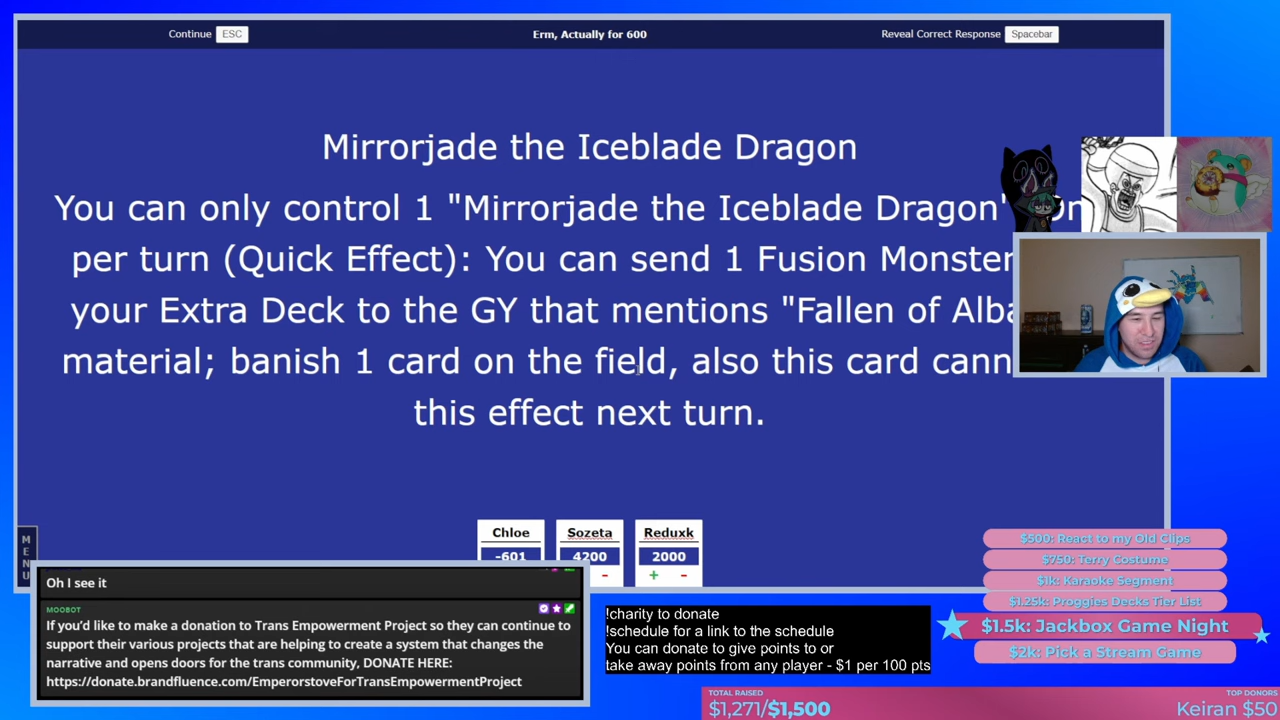 Continue ESC
Erm, Actually for 600
Reveal Correct Response Spacebar
Mirrorjade the Iceblade Dragon
You can only control 1 "Mirrorjade the Iceblade Dragon"
per turn (Quick Effect): You can send 1 Fusion Monster
your Extra Deck to the GY that mentions "Fallen of
material; banish 1 card on the field, also this card
this effect next turn.
MENU
Chloe Sozeta Reduxk
-601 4200 2000
- + -
Oh I see it
MOOBOT
If you'd like to make a donation to Trans Empowerment Project so they can continue to
support their various projects that are helping to create a system that changes the
narrative and opens doors for the trans community, DONATE HERE:
https://donate.brandfluence.com/EmperorstoveForTransEmpowermentProject
!charity to donate
!schedule for a link to the schedule
You can donate to give points to or
take away points from any player - $1 per 100 pts
$500: React to my Old Clips
$750: Terry Costume
$1k: Karaoke Segment
$1.25k: Proggies Decks Tier List
$1.5k: Jackbox Game Night
$2k: Pick a Stream Game
TOTAL RAISED
$1,271/$1,500
TOP DONORS
Keiran $50